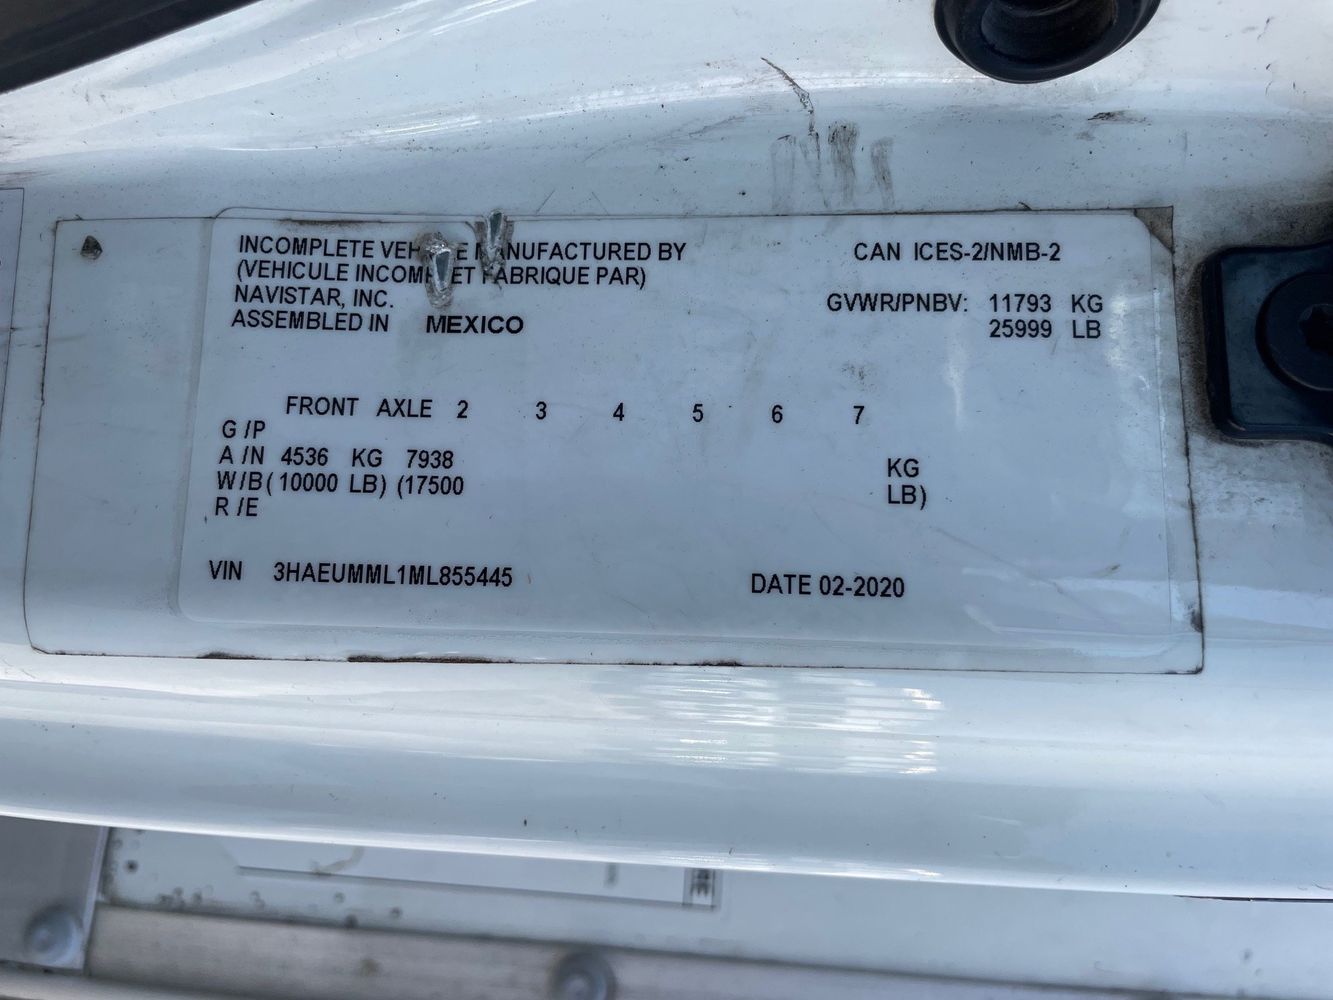 INCOMPLETE VEHICLE MANUFACTURED BY
(VEHICULE INCOMPLET FABRIQUE PAR)
NAVISTAR, INC.
ASSEMBLED IN MEXICO
CAN ICES-2/NMB-2
GVWR/PNBV: 11793 KG
25999 LB
FRONT AXLE 2 3 4 5 6 7
G /P
A /N 4536 KG 7938 KG
W/B ( 10000 LB) (17500 LB)
R /E
VIN 3HAEUMML1ML855445
DATE 02-2020